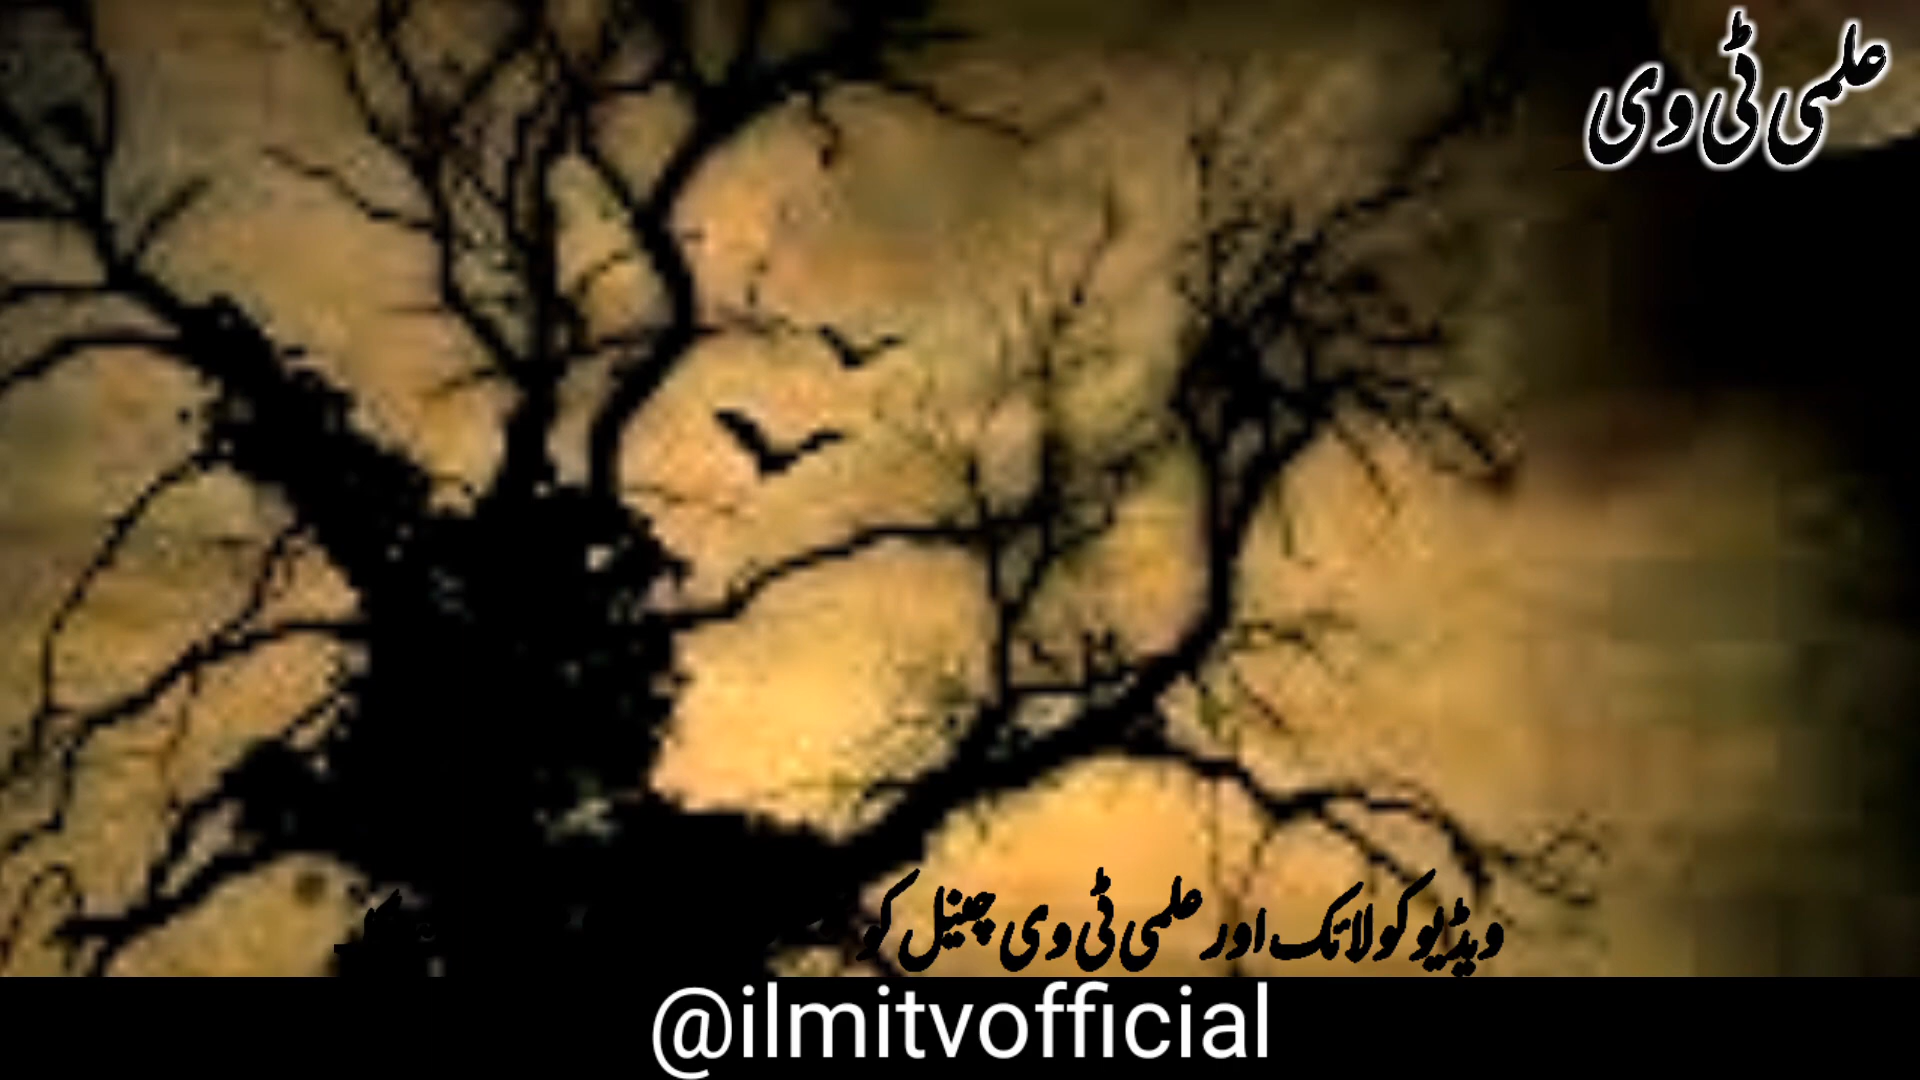 علمی ٹی وی
ویڈیو کو لائک اور علمی ٹی وی چینل کو
@ilmitvofficial